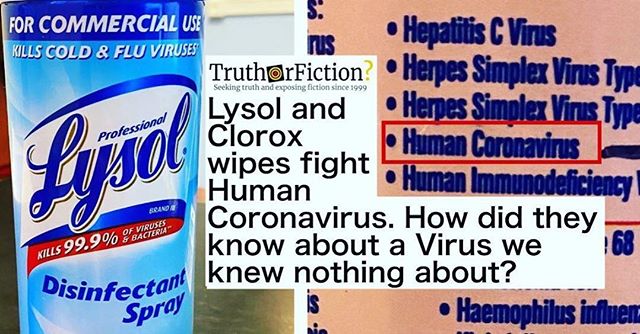 FOR COMMERCIAL USE
KILLS COLD & FLU VIRUSES
Professional
Lysol
BRAND III
KILLS 99.9% OF VIRUSES & BACTERIA
Disinfectant
Spray
TruthOrFiction?
Seeking truth and exposing fiction since 1999
Lysol and
Clorox
wipes fight
Human
Coronavirus. How did they
know about a Virus we
knew nothing about?
• Hepatitis C Virus
• Herpes Simplex Virus Type
• Herpes Simplex Virus Type
• Human Coronavirus
• Human Immunodeficiency V
68
• Haemophilus influen